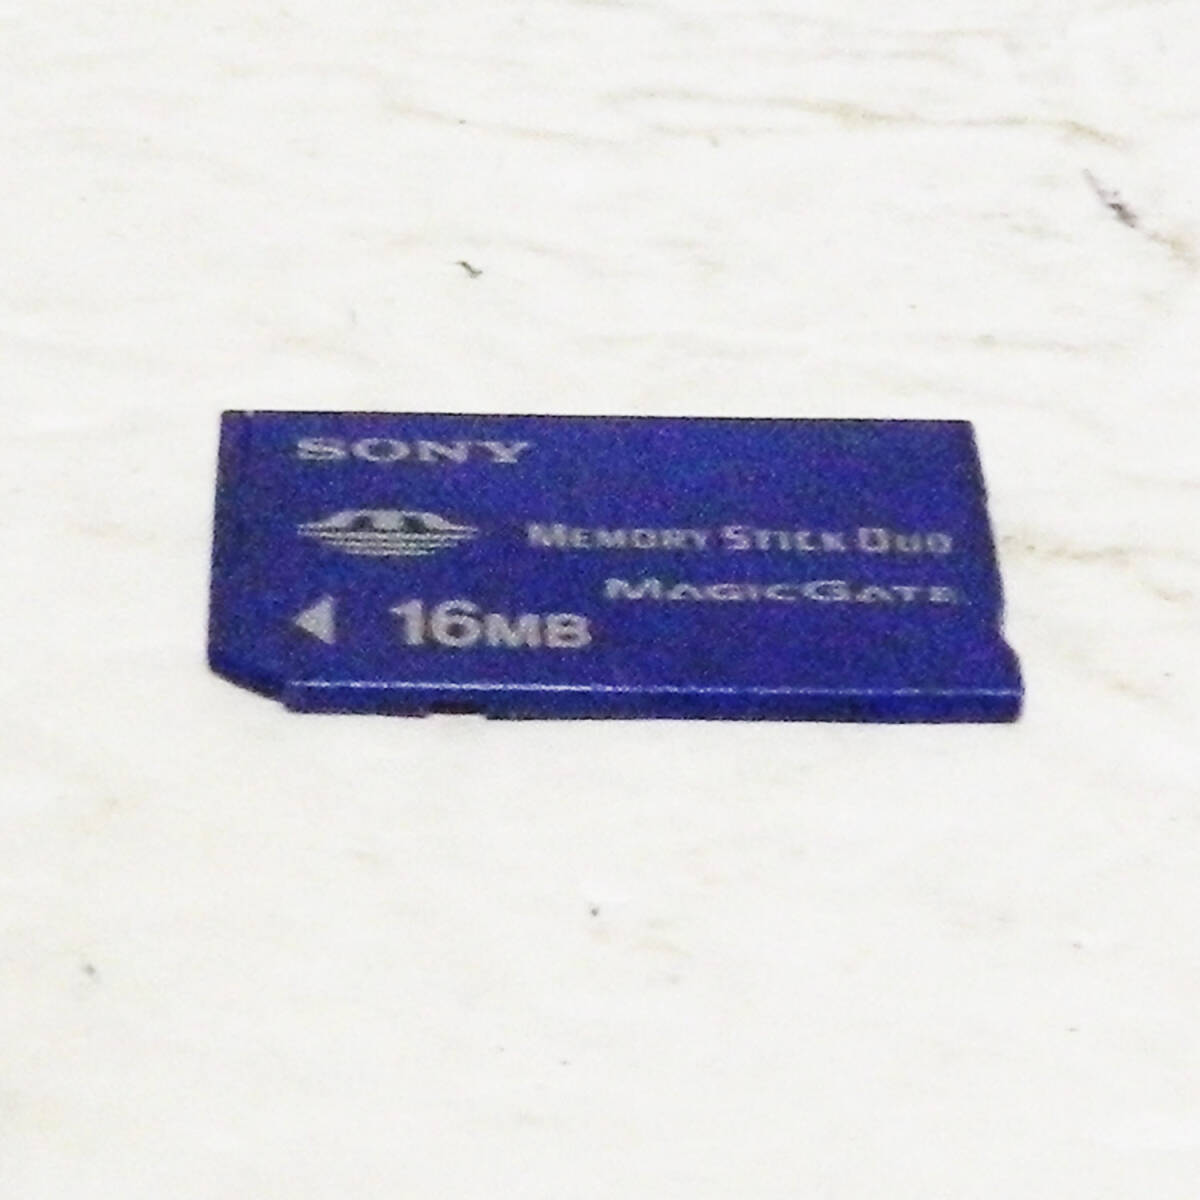 SONY
MEMORY STICK DUO
MAGICGATE
16MB